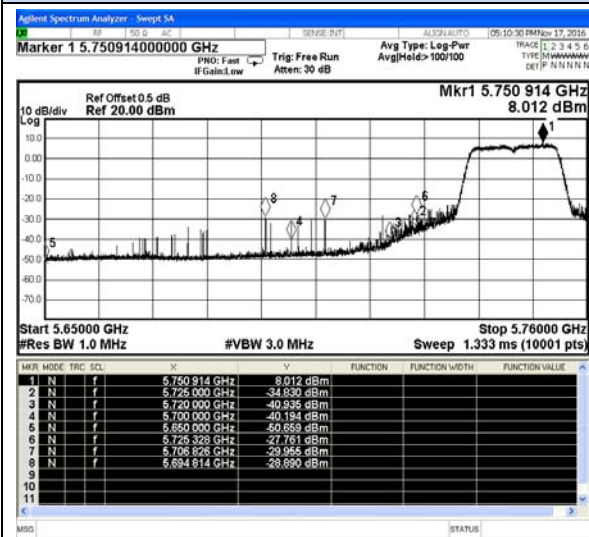 Agilent Spectrum Analyzer - Swept SA
RF 50 Ω AC SENSE:INT ALIGN AUTO 05:10:30 PM Nov 17, 2016
Marker 1 5.750914000000 GHz
PNO: Fast
IFGain:Low
Trig: Free Run
Atten: 30 dB
Avg Type: Log-Pwr
Avg|Hold:> 100/100
TRACE 1 2 3 4 5 6
TYPE M
DET P N N N N N
Mkr1 5.750 914 GHz
8.012 dBm
Ref Offset 0.5 dB
10 dB/div Ref 20.00 dBm
Log
10.0
0.00
-10.0
-20.0
-30.0
-40.0
-50.0
-60.0
-70.0
1
8
7
6
2
4
3
5
Start 5.65000 GHz Stop 5.76000 GHz
#Res BW 1.0 MHz #VBW 3.0 MHz Sweep 1.333 ms (10001 pts)
MKR MODE TRC SCL X Y FUNCTION FUNCTION WIDTH FUNCTION VALUE
1 N f 5.750 914 GHz 8.012 dBm
2 N f 5.725 000 GHz -34.830 dBm
3 N f 5.720 000 GHz -40.935 dBm
4 N f 5.700 000 GHz -40.194 dBm
5 N f 5.650 000 GHz -50.659 dBm
6 N f 5.725 328 GHz -27.761 dBm
7 N f 5.706 826 GHz -29.955 dBm
8 N f 5.694 814 GHz -28.890 dBm
9
10
11
MSG STATUS